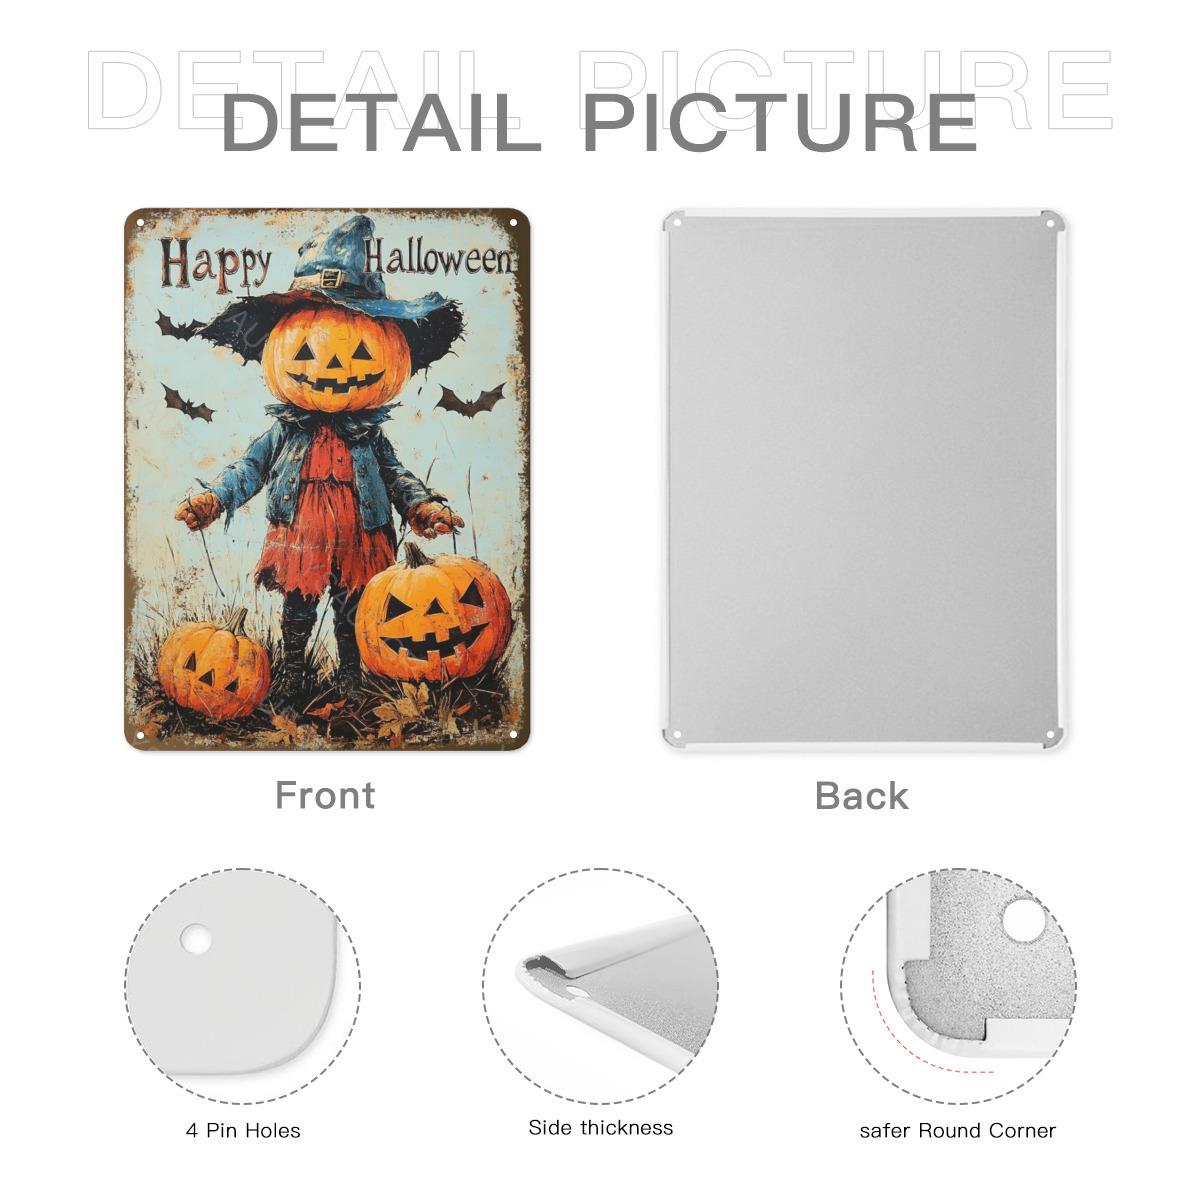 DETAIL PICTURE
DETAIL PICTURE
Happy Halloween
Front
Back
4 Pin Holes
Side thickness
safer Round Corner